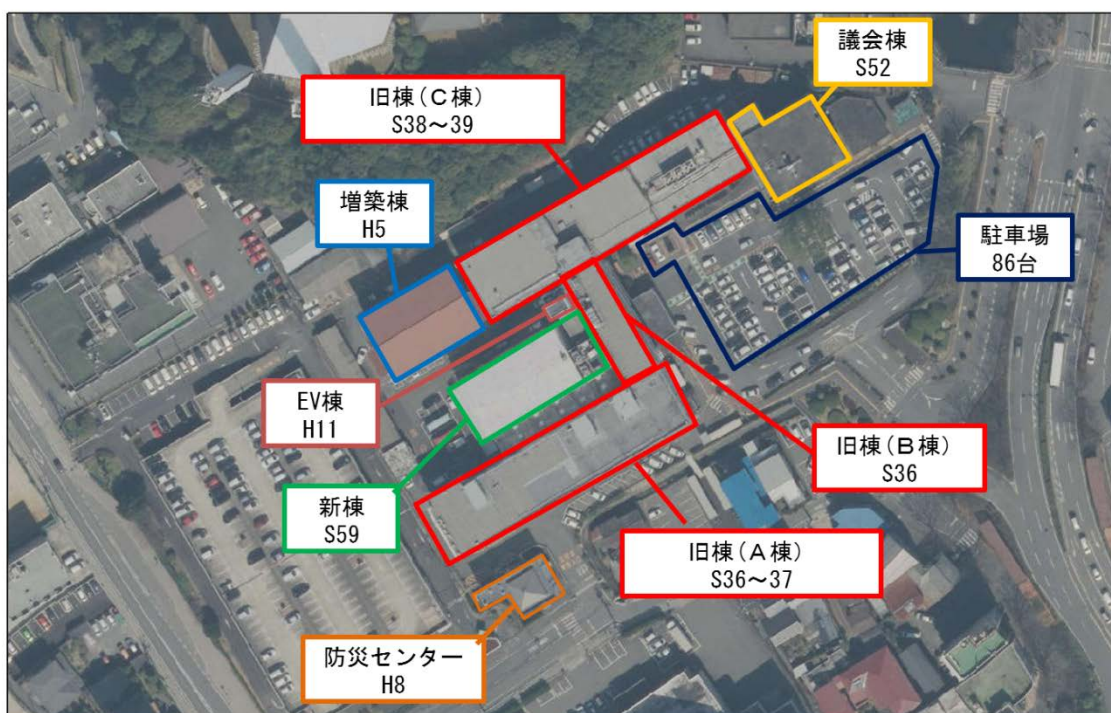 議会棟
S52
旧棟(C棟)
S38~39
増築棟
H5
駐車場
86台
EV棟
H11
旧棟(B棟)
S36
新棟
S59
旧棟(A棟)
S36~37
防災センター
H8